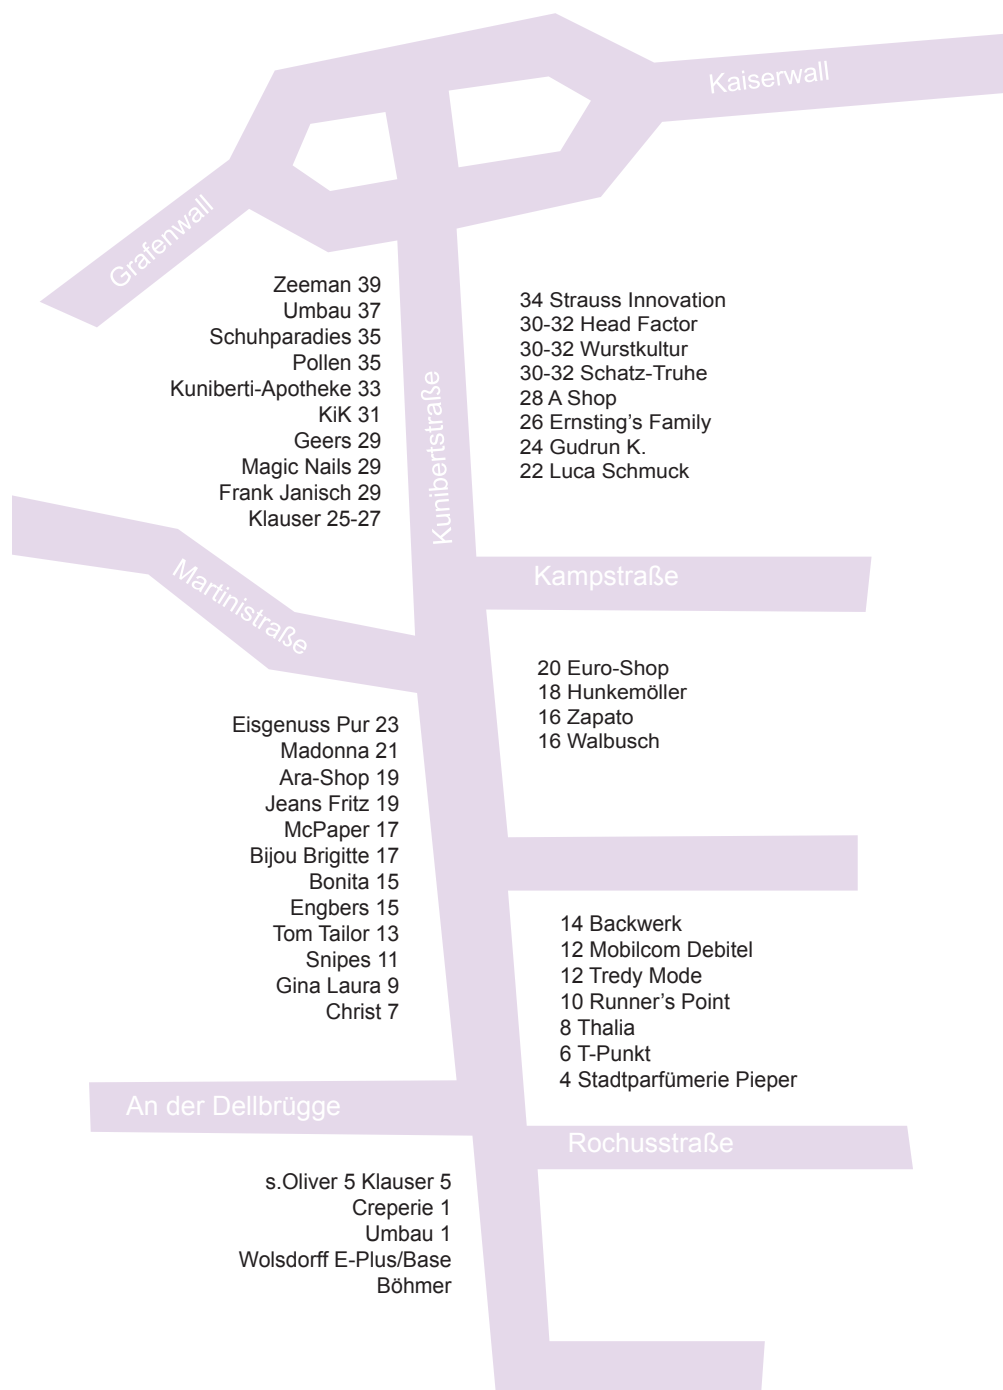 Kaiserwall
Grafenwall
Zeeman 39
Umbau 37
Schuhparadies 35
Pollen 35
Kuniberti-Apotheke 33
KiK 31
Geers 29
Magic Nails 29
Frank Janisch 29
Klauser 25-27
Kunibertstraße
34 Strauss Innovation
30-32 Head Factor
30-32 Wurstkultur
30-32 Schatz-Truhe
28 A Shop
26 Ernsting’s Family
24 Gudrun K.
22 Luca Schmuck
Martinistraße
Kampstraße
20 Euro-Shop
18 Hunkemöller
16 Zapato
16 Walbusch
Eisgenuss Pur 23
Madonna 21
Ara-Shop 19
Jeans Fritz 19
McPaper 17
Bijou Brigitte 17
Bonita 15
Engbers 15
Tom Tailor 13
Snipes 11
Gina Laura 9
Christ 7
14 Backwerk
12 Mobilcom Debitel
12 Tredy Mode
10 Runner’s Point
8 Thalia
6 T-Punkt
4 Stadtparfümerie Pieper
An der Dellbrügge
Rochusstraße
s.Oliver 5 Klauser 5
Creperie 1
Umbau 1
Wolsdorff E-Plus/Base
Böhmer